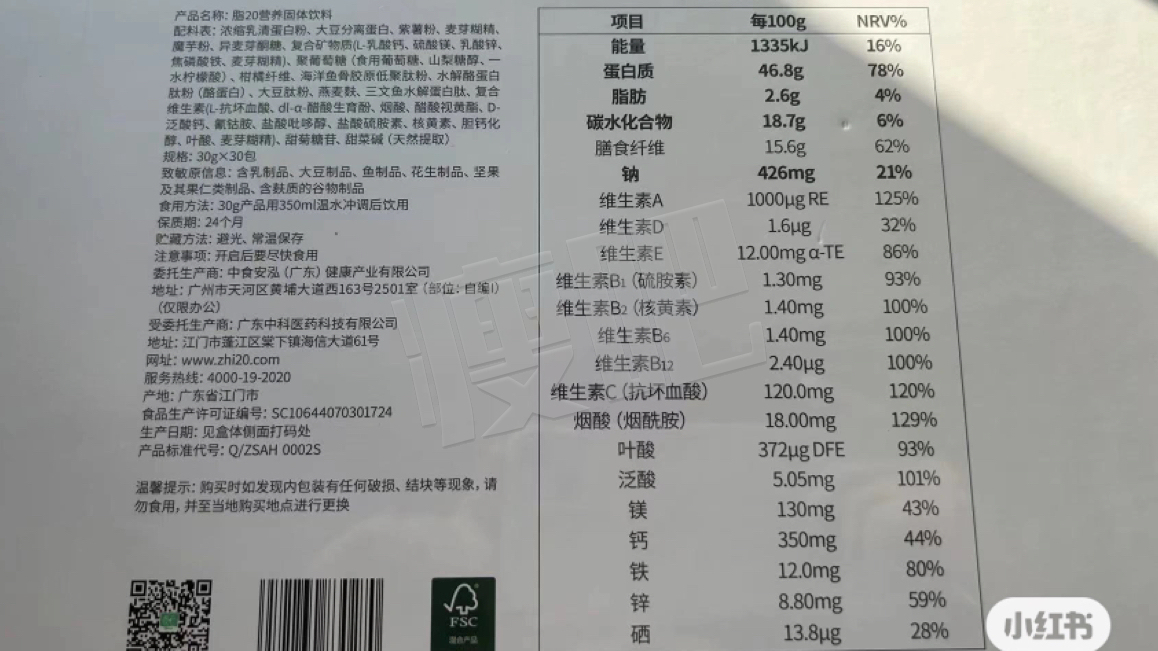 产品名称: 脂20营养固体饮料
配料表: 浓缩乳清蛋白粉、大豆分离蛋白、紫薯粉、麦芽糊精、
魔芋粉、异麦芽酮糖、复合矿物质(L-乳酸钙、硫酸镁、乳酸锌、
焦磷酸铁、麦芽糊精)、聚葡萄糖(食用葡萄糖、山梨糖醇、一
水柠檬酸)、柑橘纤维、海洋鱼骨胶原低聚肽粉、水解酪蛋白
肽粉(酪蛋白)、大豆肽粉、燕麦麸、三文鱼水解蛋白肽、复合
维生素(L-抗坏血酸、dl-α-醋酸生育酚、烟酸、醋酸视黄酯、D-
泛酸钙、氰钴胺、盐酸吡哆醇、盐酸硫胺素、核黄素、胆钙化
醇、叶酸、麦芽糊精)、甜菊糖苷、甜菜碱(天然提取)
规格: 30g×30包
致敏原信息: 含乳制品、大豆制品、鱼制品、花生制品、坚果
及其果仁类制品、含麸质的谷物制品
食用方法: 30g产品用350ml温水冲调后饮用
保质期: 24个月
贮藏方法: 避光、常温保存
注意事项: 开启后要尽快食用
委托生产商: 中食安泓(广东)健康产业有限公司
地址: 广州市天河区黄埔大道西163号2501室(部位: 自编I)
(仅限办公)
受委托生产商: 广东中科医药科技有限公司
地址: 江门市蓬江区棠下镇海信大道61号
网址: www.zhi20.com
服务热线: 4000-19-2020
产地: 广东省江门市
食品生产许可证编号: SC10644070301724
生产日期: 见盒体侧面打码处
产品标准代号: Q/ZSAH 0002S
温馨提示: 购买时如发现内包装有任何破损、结块等现象, 请
勿食用, 并至当地购买地点进行更换
FSC
混合产品
项目 每100g NRV%
能量 1335kJ 16%
蛋白质 46.8g 78%
脂肪 2.6g 4%
碳水化合物 18.7g 6%
膳食纤维 15.6g 62%
钠 426mg 21%
维生素A 1000μg RE 125%
维生素D 1.6μg 32%
维生素E 12.00mg α-TE 86%
维生素B1(硫胺素) 1.30mg 93%
维生素B2(核黄素) 1.40mg 100%
维生素B6 1.40mg 100%
维生素B12 2.40μg 100%
维生素C(抗坏血酸) 120.0mg 120%
烟酸(烟酰胺) 18.00mg 129%
叶酸 372μg DFE 93%
泛酸 5.05mg 101%
镁 130mg 43%
钙 350mg 44%
铁 12.0mg 80%
锌 8.80mg 59%
硒 13.8μg 28%
瘦吧
小红书